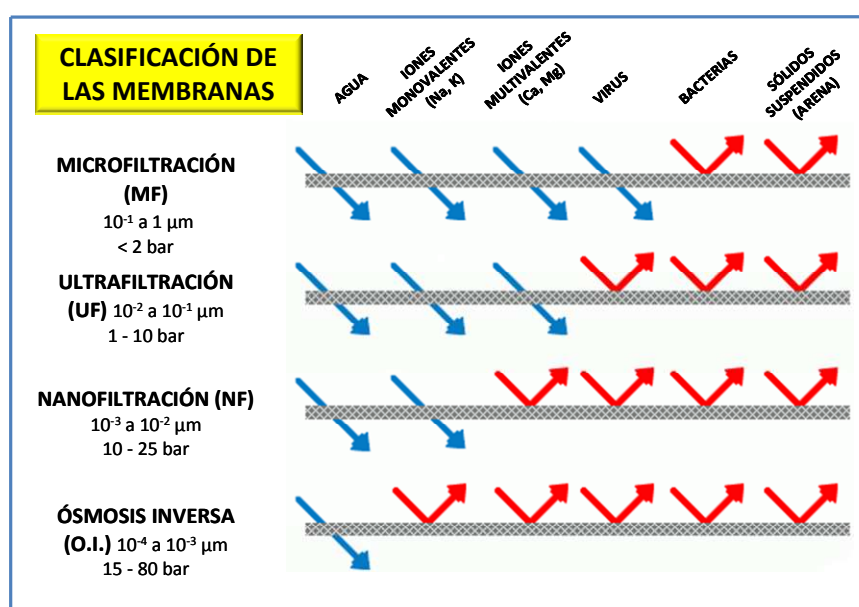 CLASIFICACIÓN DE
LAS MEMBRANAS
AGUA
IONES
MONOVALENTES
(Na, K)
IONES
MULTIVALENTES
(Ca, Mg)
VIRUS
BACTERIAS
SÓLIDOS
SUSPENDIDOS
(ARENA)
MICROFILTRACIÓN
(MF)
10⁻¹ a 1 µm
< 2 bar
ULTRAFILTRACIÓN
(UF) 10⁻² a 10⁻¹ µm
1 - 10 bar
NANOFILTRACIÓN (NF)
10⁻³ a 10⁻² µm
10 - 25 bar
ÓSMOSIS INVERSA
(O.I.) 10⁻⁴ a 10⁻³ µm
15 - 80 bar